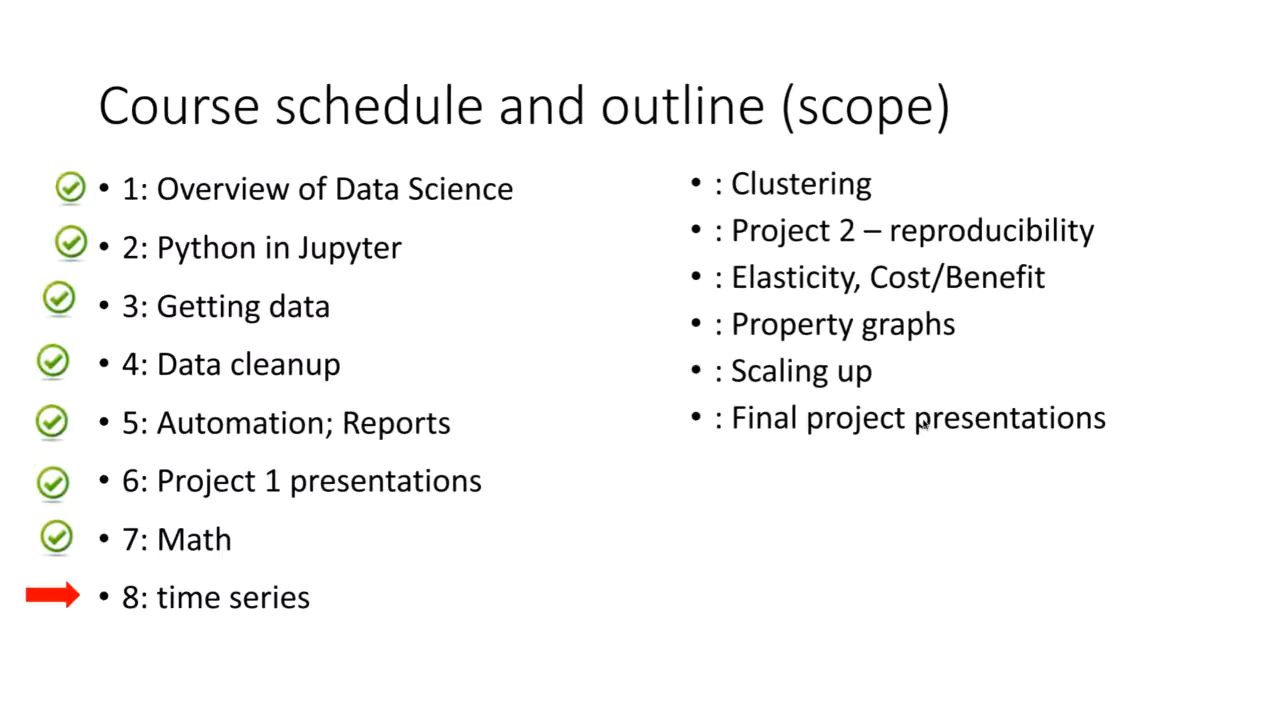 Course schedule and outline (scope)
• 1: Overview of Data Science
• 2: Python in Jupyter
• 3: Getting data
• 4: Data cleanup
• 5: Automation; Reports
• 6: Project 1 presentations
• 7: Math
• 8: time series
• : Clustering
• : Project 2 – reproducibility
• : Elasticity, Cost/Benefit
• : Property graphs
• : Scaling up
• : Final project presentations